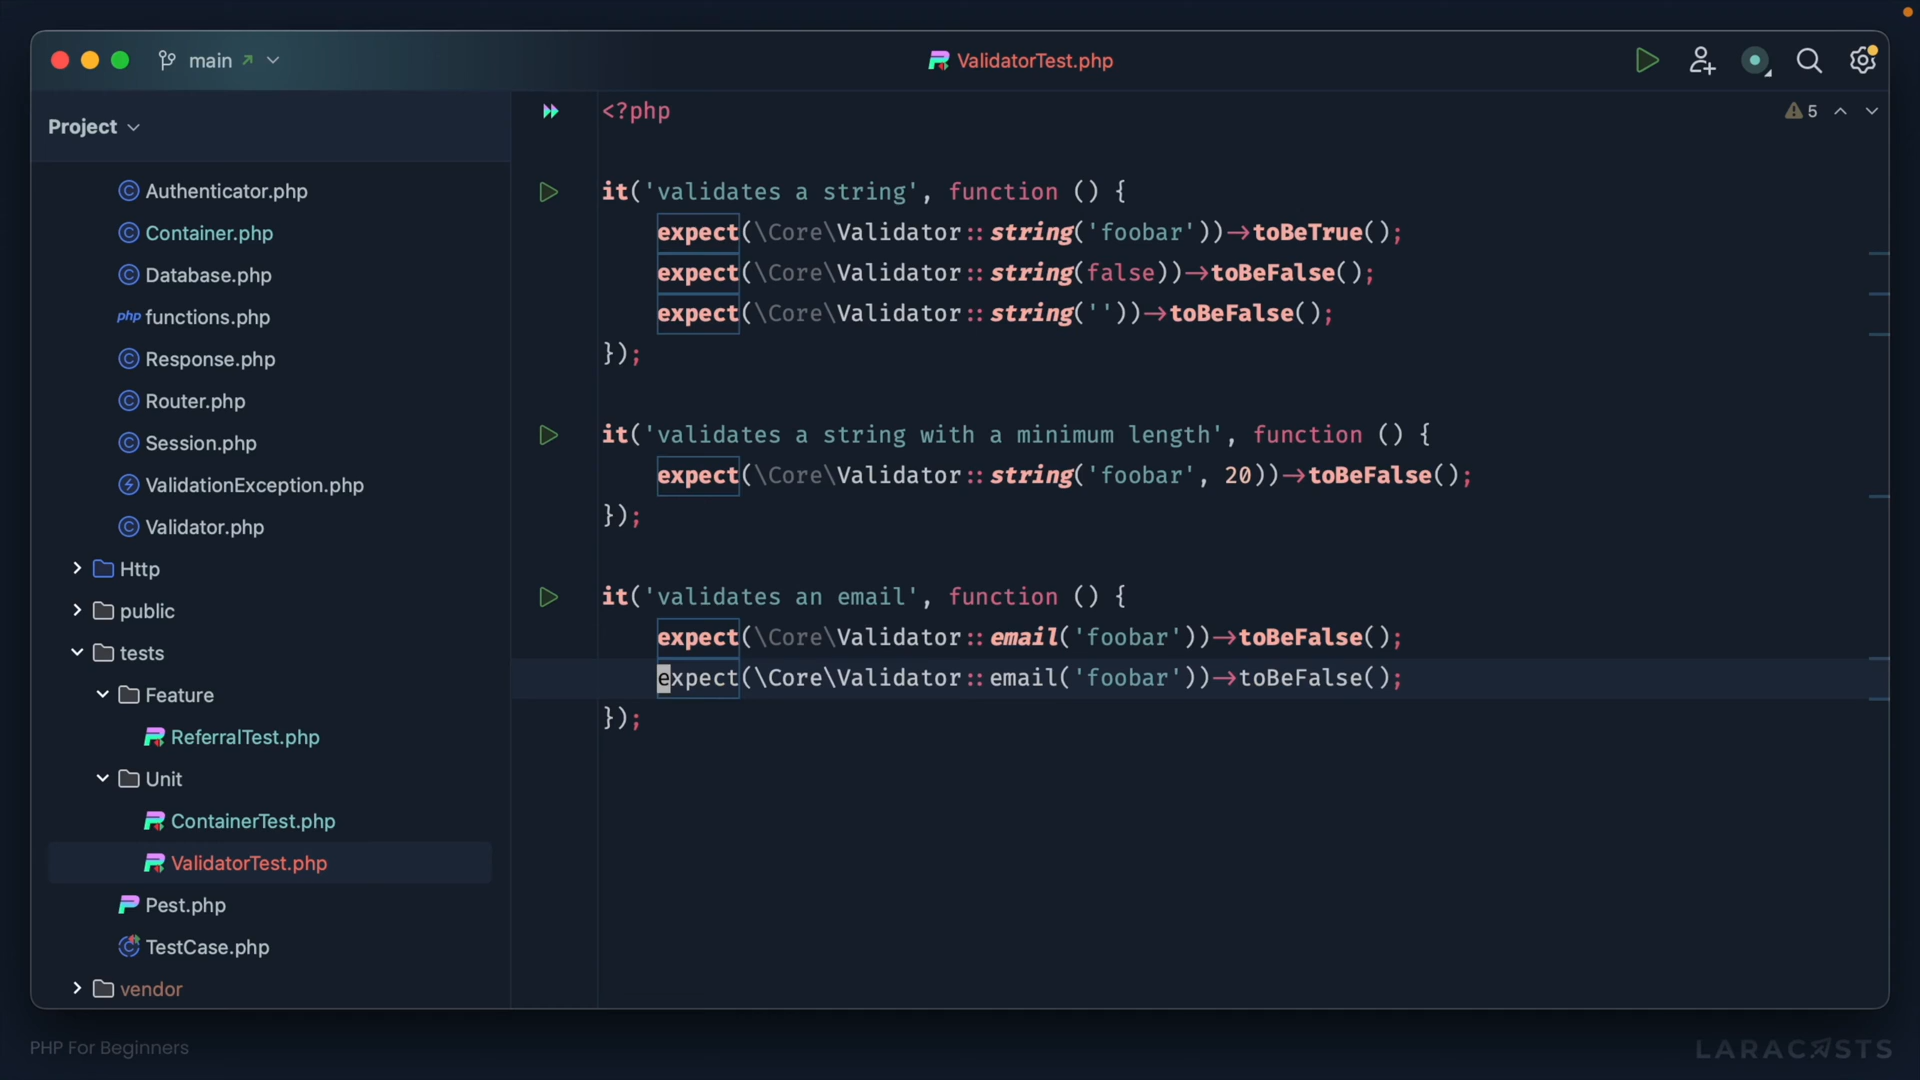 main
ValidatorTest.php
Project
Authenticator.php
Container.php
Database.php
php functions.php
Response.php
Router.php
Session.php
ValidationException.php
Validator.php
Http
public
tests
Feature
ReferralTest.php
Unit
ContainerTest.php
ValidatorTest.php
Pest.php
TestCase.php
vendor
<?php
5
it('validates a string', function () {
expect(\Core\Validator::string('foobar'))->toBeTrue();
expect(\Core\Validator::string(false))->toBeFalse();
expect(\Core\Validator::string(''))->toBeFalse();
});
it('validates a string with a minimum length', function () {
expect(\Core\Validator::string('foobar', 20))->toBeFalse();
});
it('validates an email', function () {
expect(\Core\Validator::email('foobar'))->toBeFalse();
expect(\Core\Validator::email('foobar'))->toBeFalse();
});
PHP For Beginners
LARACASTS